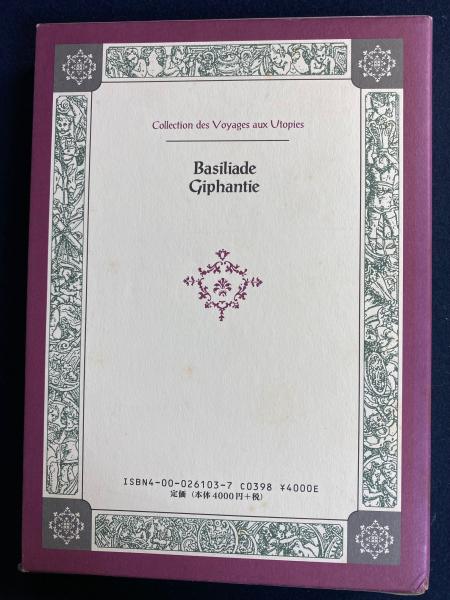 Collection des Voyages aux Utopies
Basiliade
Giphantie
ISBN4-00-026103-7 C0398 ¥4000E
定価（本体4000円+税）